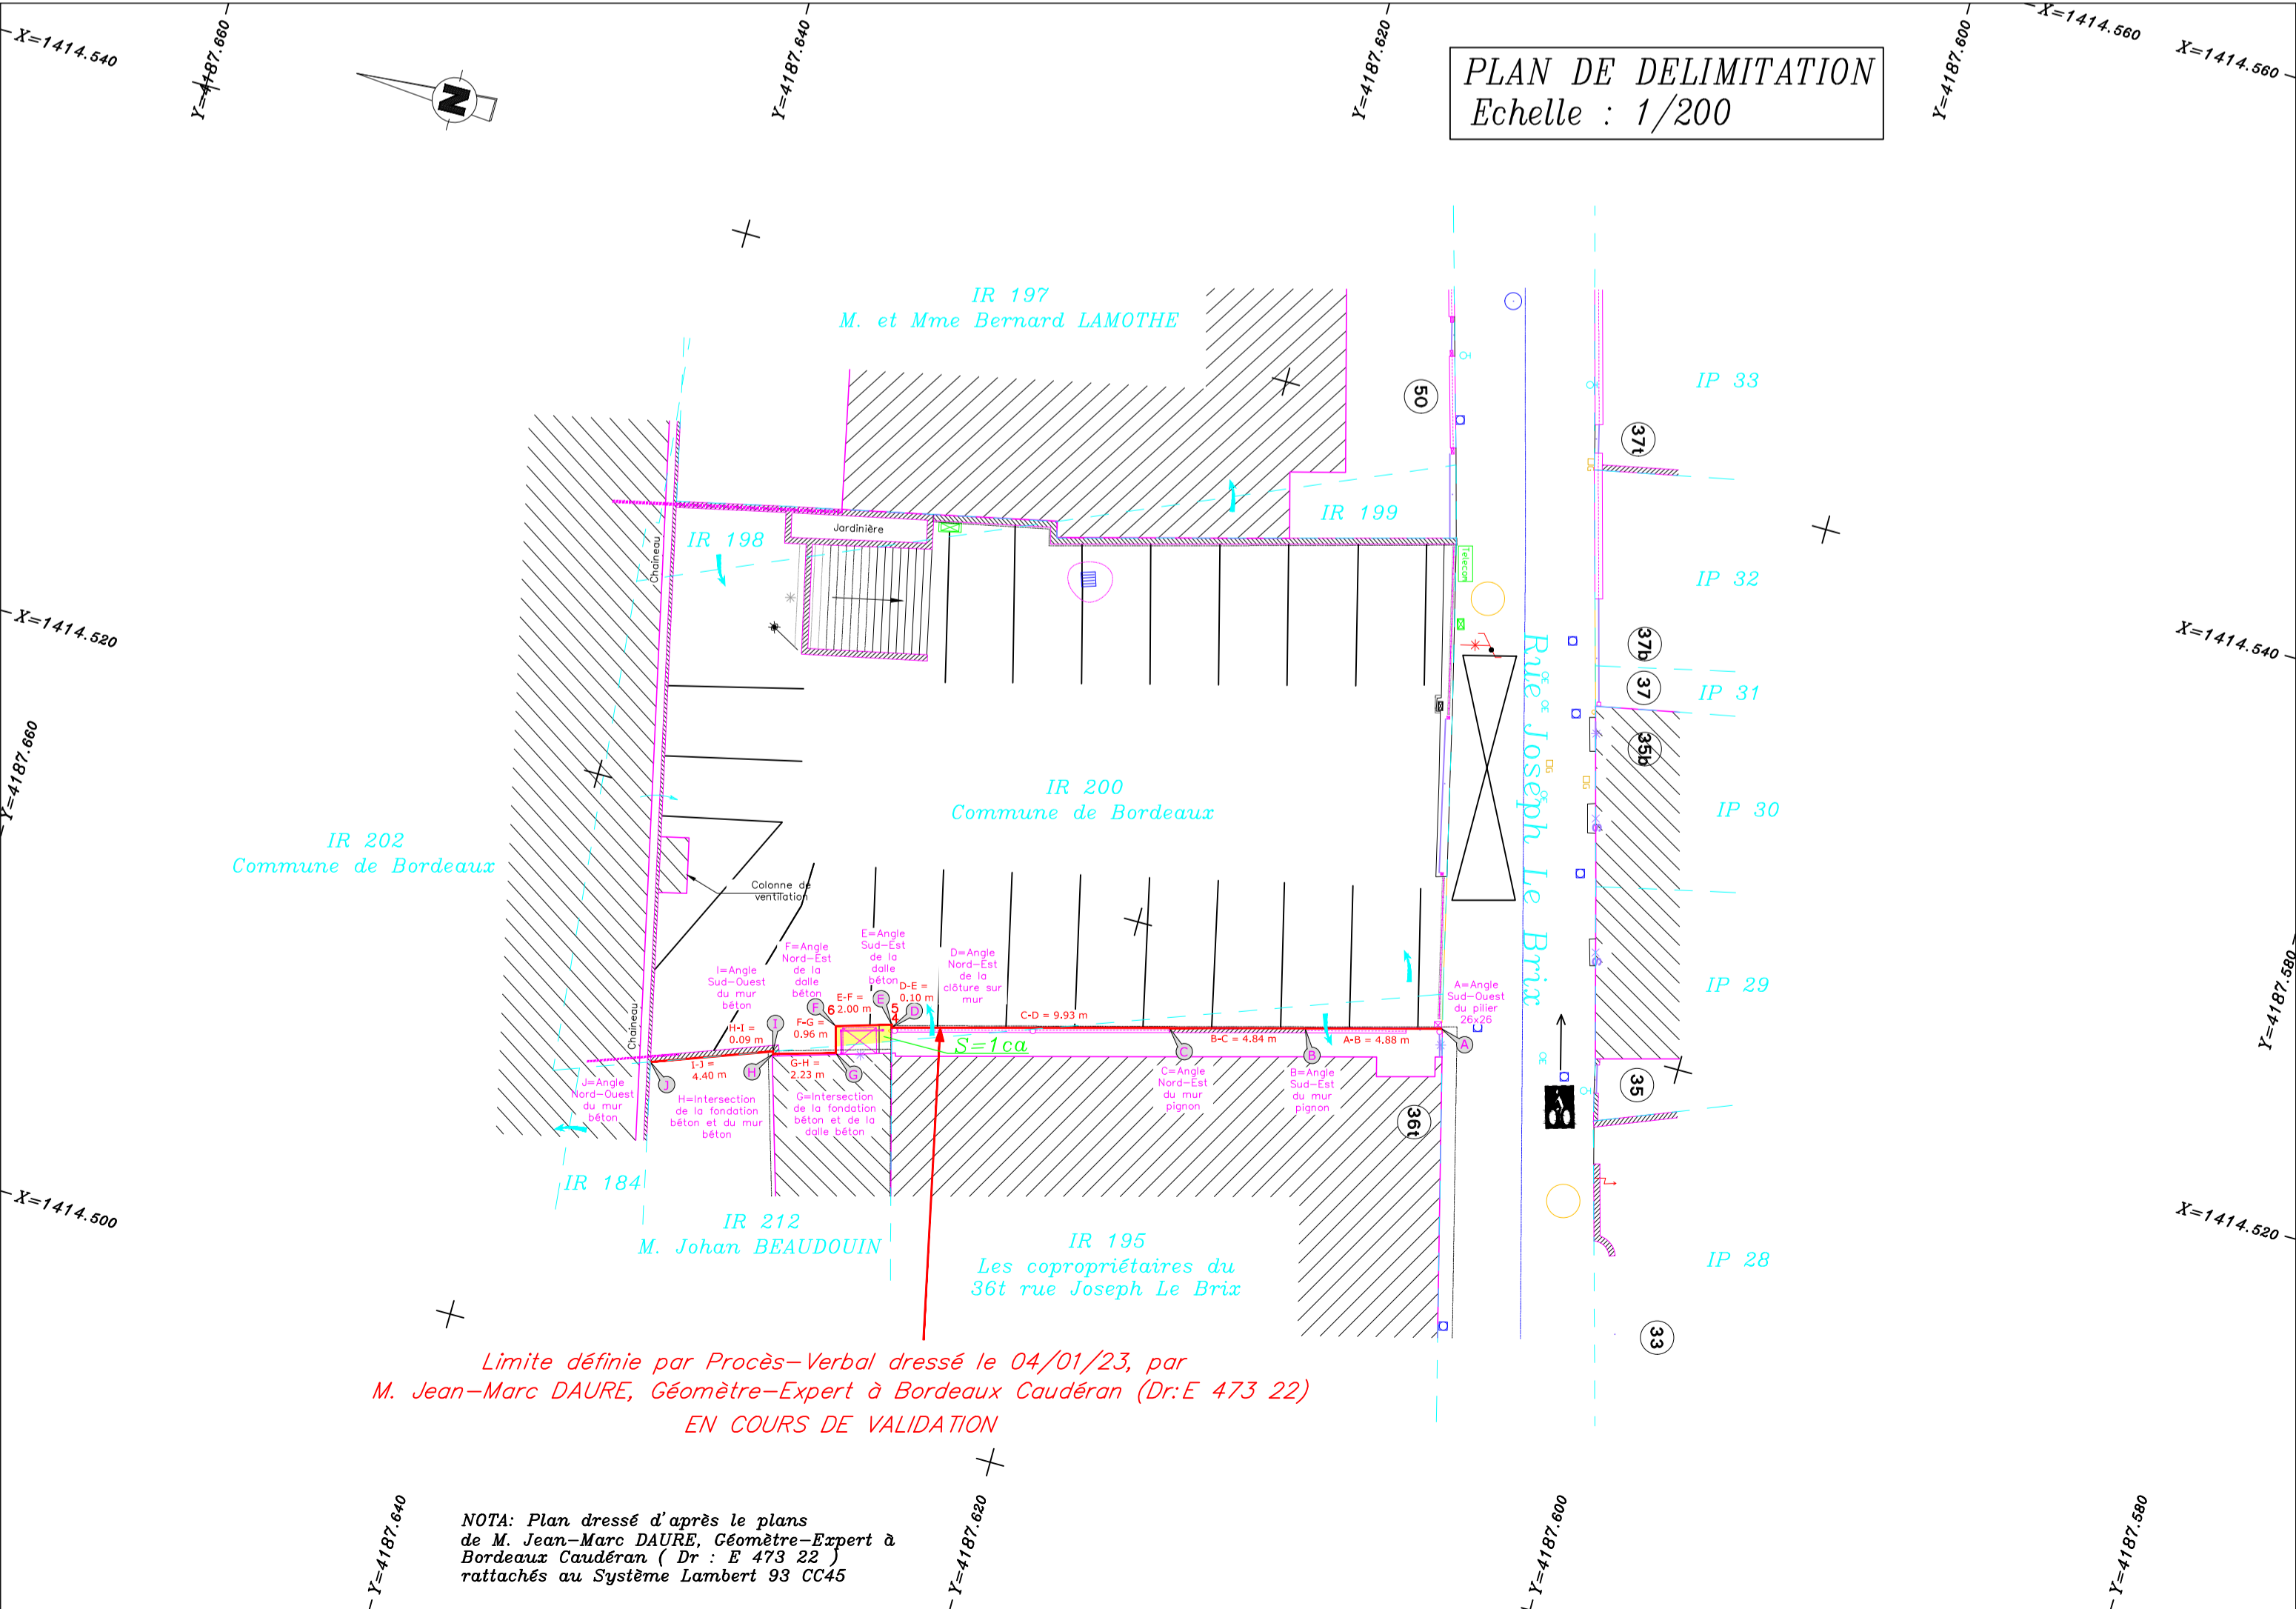 X=1414.540
Y=4187.660
Y=4187.640
Y=4187.620
Y=4187.600
X=1414.560
X=1414.560
N
PLAN DE DELIMITATION
Echelle : 1/200
IR 197
M. et Mme Bernard LAMOTHE
50
37t
IP 33
IR 198
Jardinière
IR 199
Chaineau
Telecom
IP 32
X=1414.520
X=1414.540
37b
37
IP 31
Rue Joseph Le Brix
35b
IP 30
Y=4187.660
IR 200
Commune de Bordeaux
IR 202
Commune de Bordeaux
Colonne de
ventilation
IP 29
Y=4187.580
I=Angle
Sud-Ouest
du mur
béton
F=Angle
Nord-Est
de la
dalle
béton
E=Angle
Sud-Est
de la
dalle
béton
D=Angle
Nord-Est
de la
clôture sur
mur
A=Angle
Sud-Ouest
du pilier
26x26
D-E =
0.10 m
E-F =
2.00 m
F-G =
0.96 m
H-I =
0.09 m
C-D = 9.93 m
B-C = 4.84 m
A-B = 4.88 m
G-H =
2.23 m
I-J =
4.40 m
6
5
4
F
E
D
I
H
G
J
C
B
A
S=1ca
Chaineau
J=Angle
Nord-Ouest
du mur
béton
H=Intersection
de la fondation
béton et du mur
béton
G=Intersection
de la fondation
béton et de la
dalle béton
C=Angle
Nord-Est
du mur
pignon
B=Angle
Sud-Est
du mur
pignon
35
36t
IR 184
X=1414.500
X=1414.520
IR 212
M. Johan BEAUDOUIN
IR 195
Les copropriétaires du
36t rue Joseph Le Brix
IP 28
33
Limite définie par Procès-Verbal dressé le 04/01/23, par
M. Jean-Marc DAURE, Géomètre-Expert à Bordeaux Caudéran (Dr:E 473 22)
EN COURS DE VALIDATION
NOTA: Plan dressé d'après le plans
de M. Jean-Marc DAURE, Géomètre-Expert à
Bordeaux Caudéran ( Dr : E 473 22 )
rattachés au Système Lambert 93 CC45
Y=4187.640
Y=4187.620
Y=4187.600
Y=4187.580